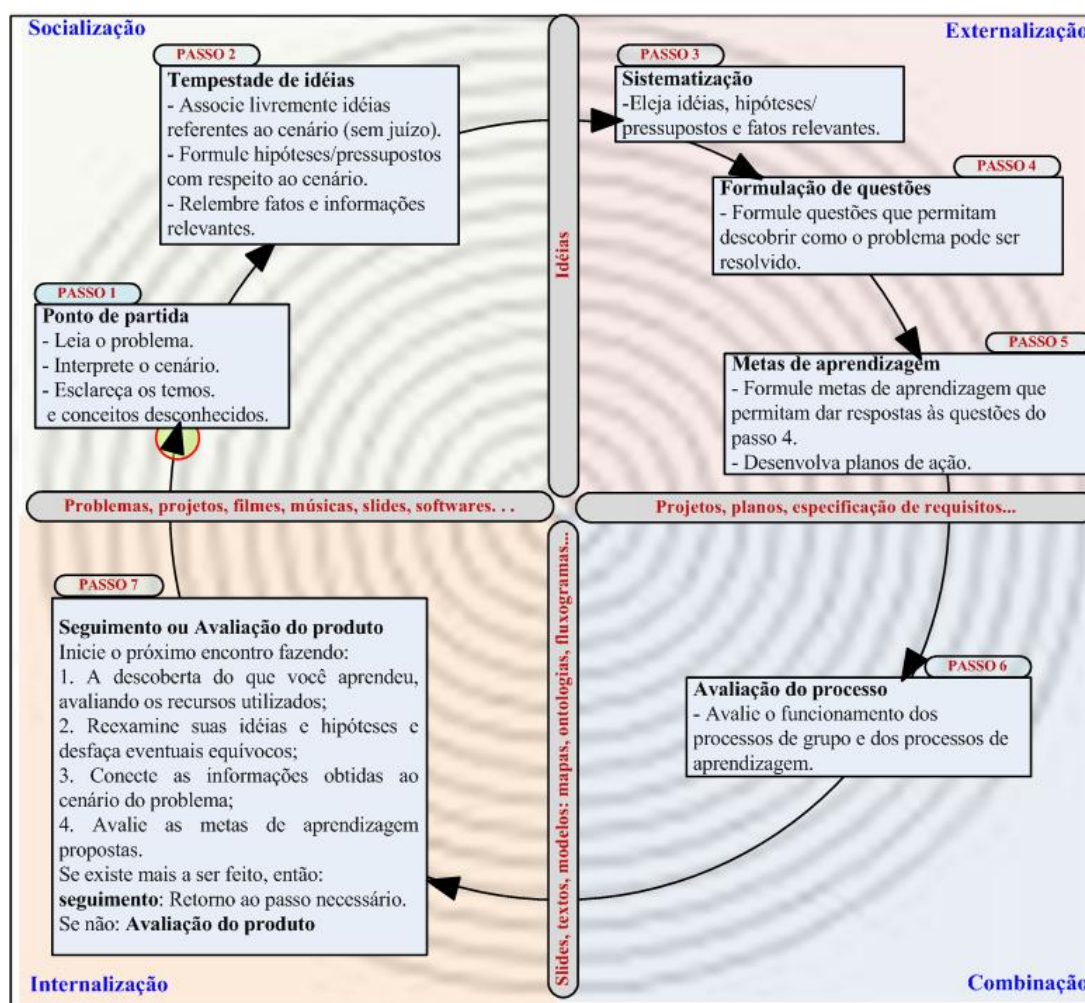 Socialização
Externalização
PASSO 2
Tempestade de idéias
- Associe livremente idéias
referentes ao cenário (sem juízo).
- Formule hipóteses/pressupostos
com respeito ao cenário.
- Relembre fatos e informações
relevantes.
PASSO 3
Sistematização
-Eleja idéias, hipóteses/
pressupostos e fatos relevantes.
PASSO 4
Formulação de questões
- Formule questões que permitam
descobrir como o problema pode ser
resolvido.
Idéias
PASSO 1
Ponto de partida
- Leia o problema.
- Interprete o cenário.
- Esclareça os temos.
e conceitos desconhecidos.
PASSO 5
Metas de aprendizagem
- Formule metas de aprendizagem que
permitam dar respostas às questões do
passo 4.
- Desenvolva planos de ação.
Problemas, projetos, filmes, músicas, slides, softwares. . .
Projetos, planos, especificação de requisitos...
PASSO 7
Seguimento ou Avaliação do produto
Inicie o próximo encontro fazendo:
1. A descoberta do que você aprendeu,
avaliando os recursos utilizados;
2. Reexamine suas idéias e hipóteses e
desfaça eventuais equívocos;
3. Conecte as informações obtidas ao
cenário do problema;
4. Avalie as metas de aprendizagem
propostas.
Se existe mais a ser feito, então:
seguimento: Retorno ao passo necessário.
Se não: Avaliação do produto
Slides, textos, modelos: mapas, ontologias, fluxogramas...
PASSO 6
Avaliação do processo
- Avalie o funcionamento dos
processos de grupo e dos processos de
aprendizagem.
Internalização
Combinação